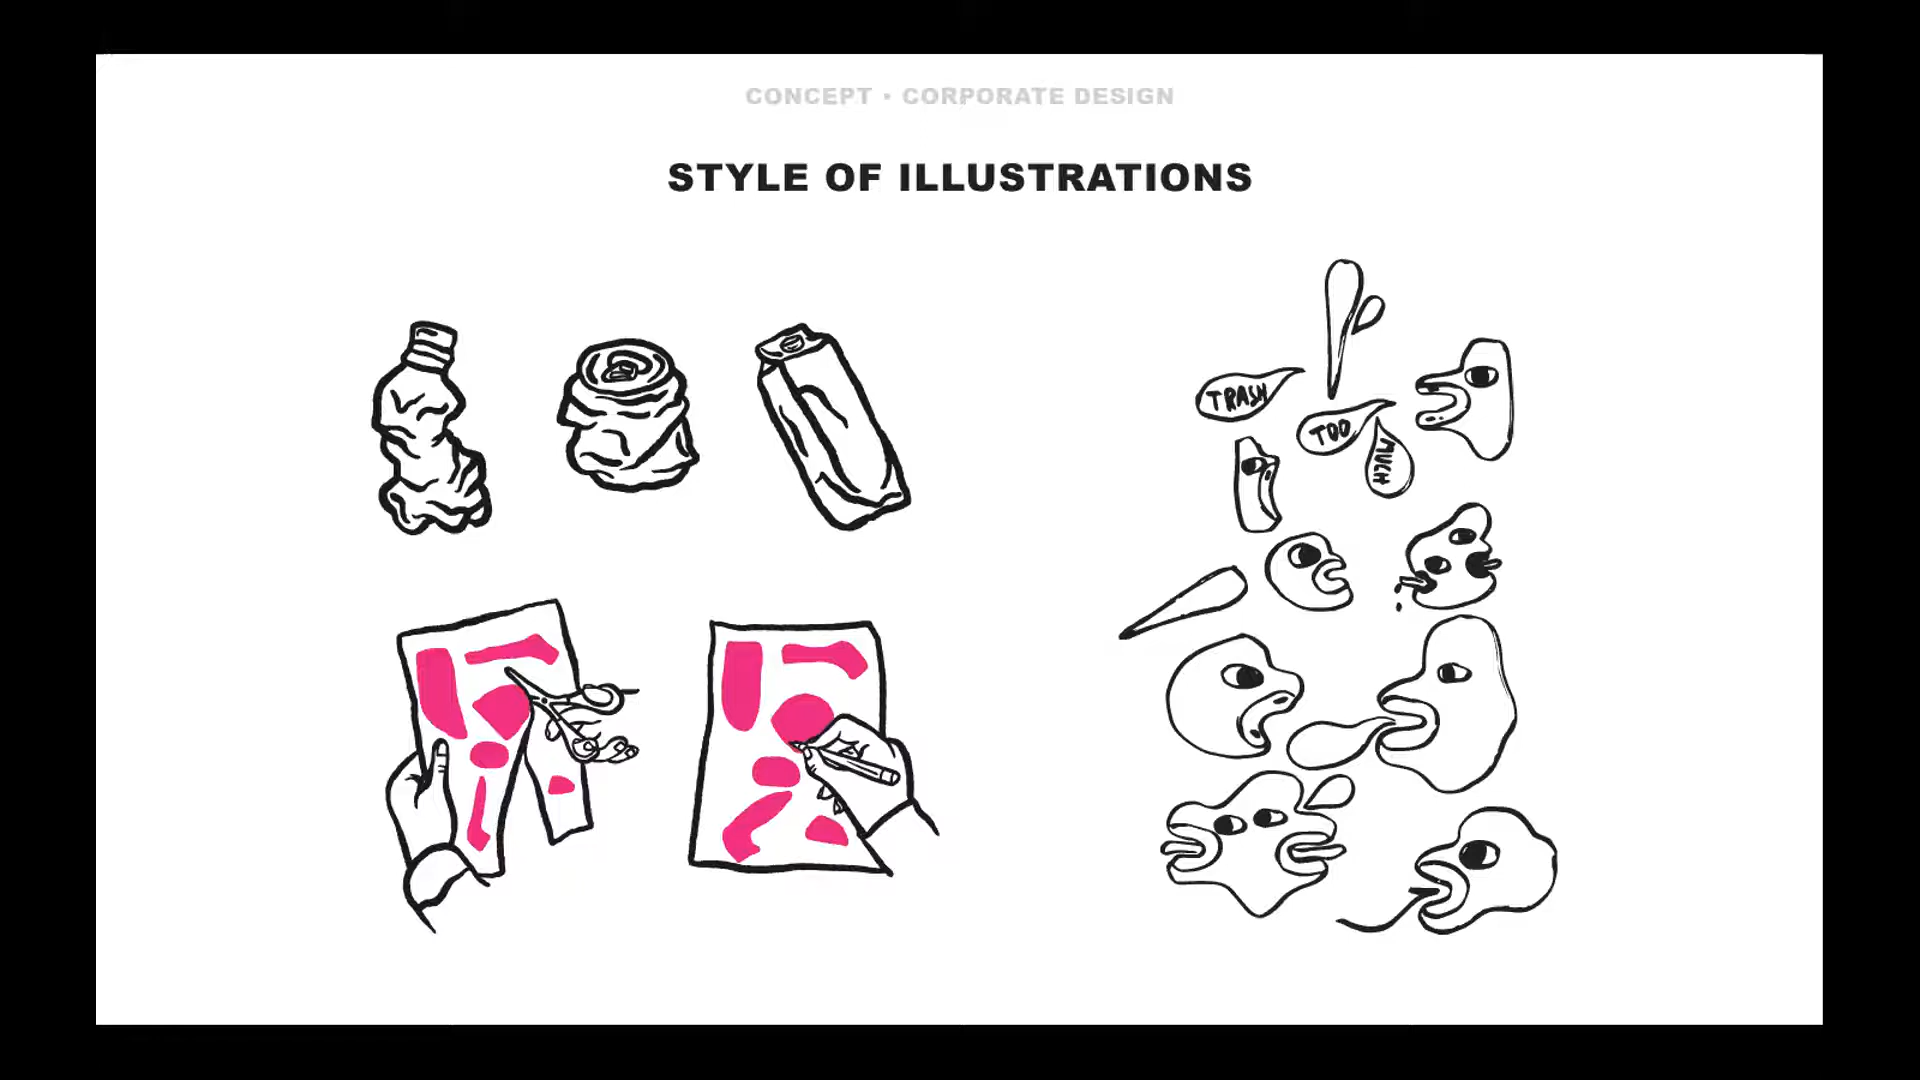 CONCEPT • CORPORATE DESIGN
STYLE OF ILLUSTRATIONS
TRASH
TOO
MUCH